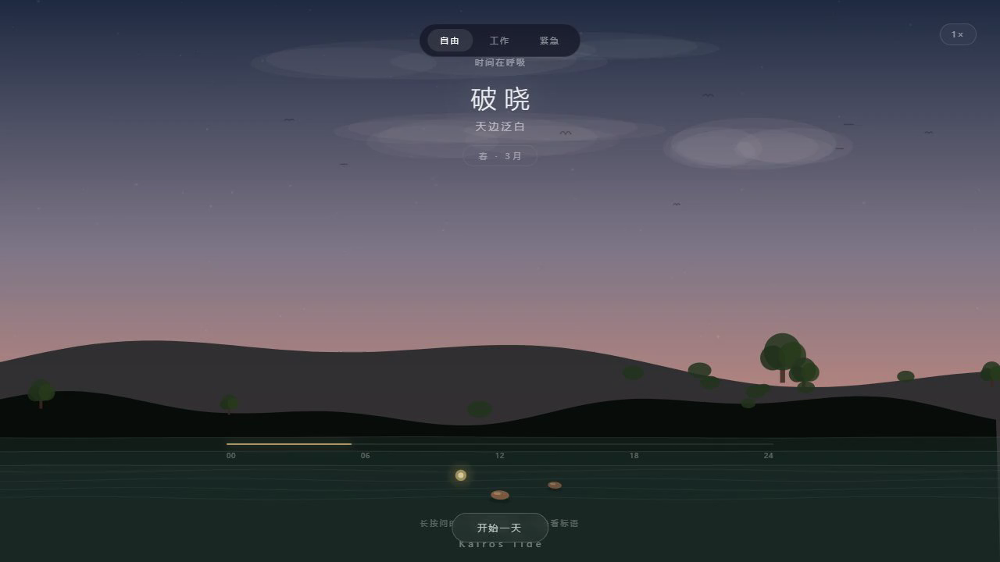 自由 工作 紧急
1×
时间在呼吸
破晓
天边泛白
春 · 3月
00 06 12 18 24
长按问 看标语
开始一天
Kairos Tide